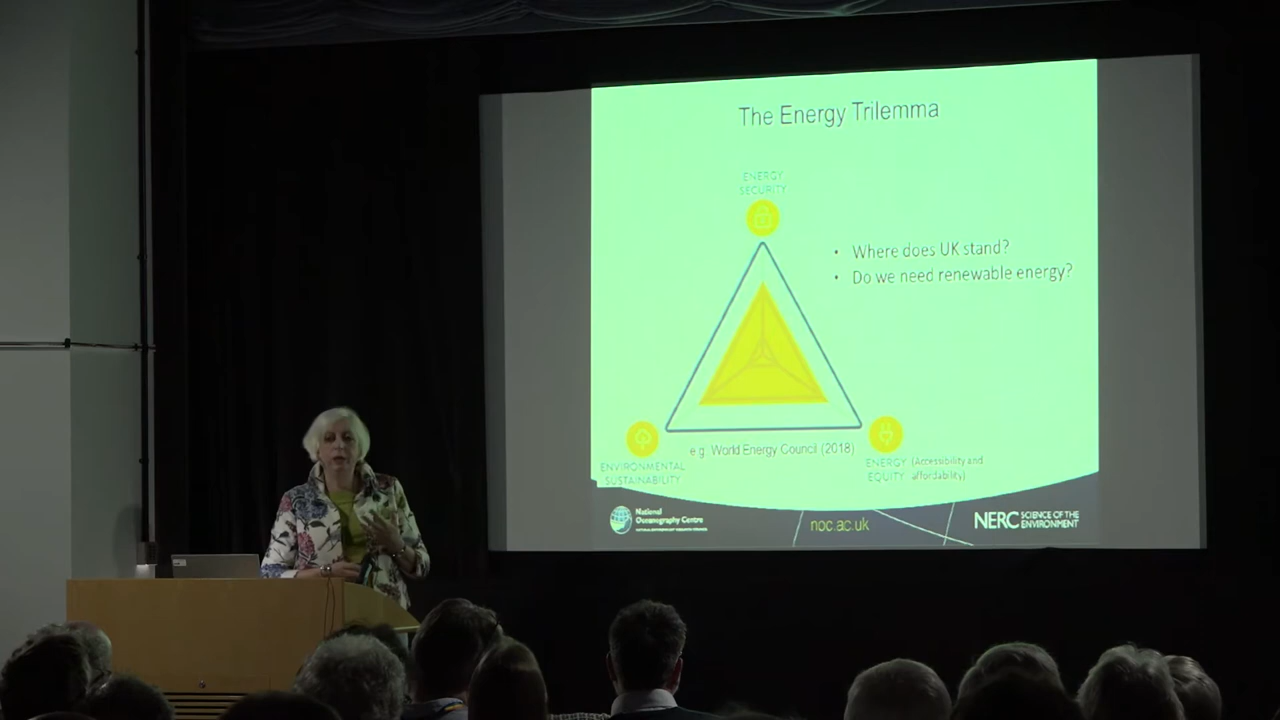 The Energy Trilemma
ENERGY
SECURITY
• Where does UK stand?
• Do we need renewable energy?
e.g. World Energy Council (2018)
ENVIRONMENTAL
SUSTAINABILITY
ENERGY (Accessibility and
EQUITY affordability)
National
Oceanography Centre
noc.ac.uk
NERC SCIENCE OF THE
ENVIRONMENT